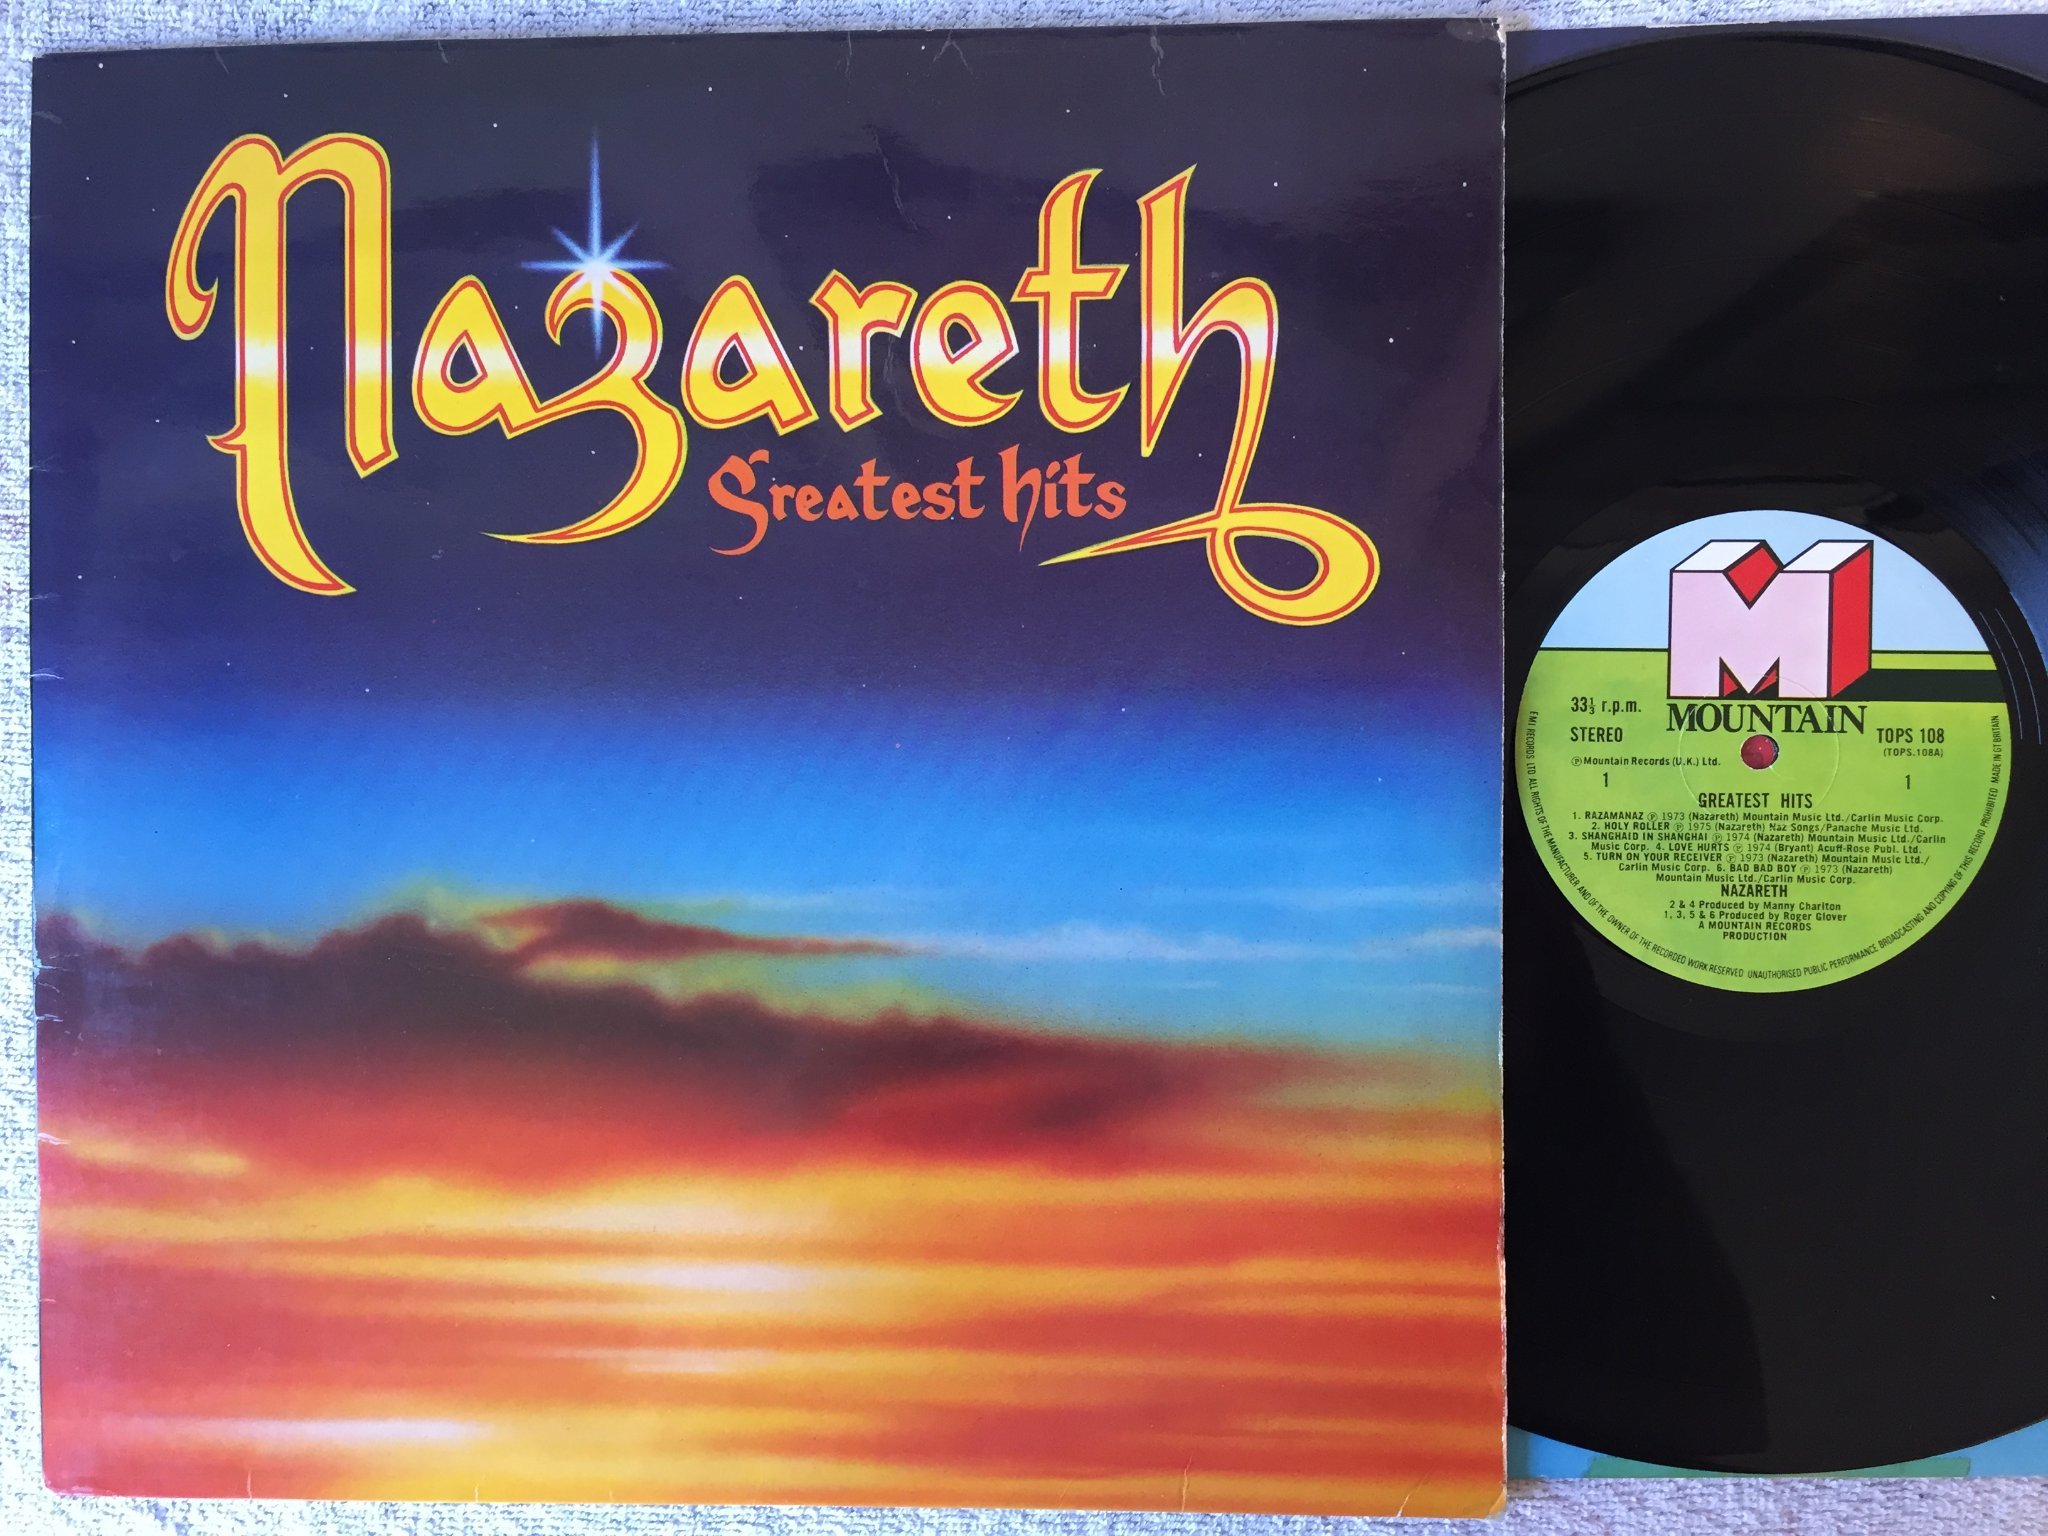 Nazareth
greatest hits
M
MOUNTAIN
33⅓ r.p.m.
STEREO
TOPS 108
(TOPS.108A)
℗ Mountain Records (U.K.) Ltd.
1
1
GREATEST HITS
1. RAZAMANAZ ℗ 1973 (Nazareth) Mountain Music Ltd./Carlin Music Corp.
2. HOLY ROLLER ℗ 1975 (Nazareth) Naz Songs/Panache Music Ltd.
3. SHANGHAID IN SHANGHAI ℗ 1974 (Nazareth) Mountain Music Ltd./Carlin
Music Corp. 4. LOVE HURTS ℗ 1974 (Bryant) Acuff-Rose Publ. Ltd.
5. TURN ON YOUR RECEIVER ℗ 1973 (Nazareth) Mountain Music Ltd./
Carlin Music Corp. 6. BAD BAD BOY ℗ 1973 (Nazareth)
Mountain Music Ltd./Carlin Music Corp.
NAZARETH
2 & 4 Produced by Manny Charlton
1, 3, 5 & 6 Produced by Roger Glover
A MOUNTAIN RECORDS
PRODUCTION
EMI RECORDS LTD. ALL RIGHTS OF THE MANUFACTURER AND OF THE OWNER OF THE RECORDED WORK RESERVED UNAUTHORISED PUBLIC PERFORMANCE BROADCASTING AND COPYING OF THIS RECORD PROHIBITED MADE IN GT BRITAIN